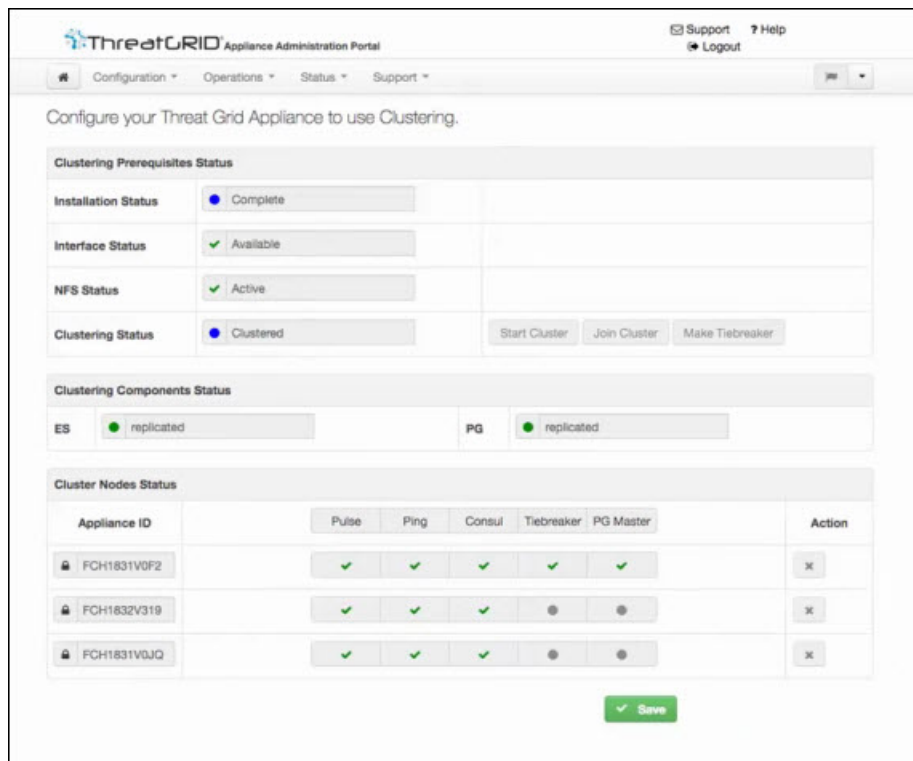 Support ? Help
ThreatGRID Appliance Administration Portal
Logout
Configuration Operations Status Support
Configure your Threat Grid Appliance to use Clustering.
Clustering Prerequisites Status
Installation Status Complete
Interface Status Available
NFS Status Active
Clustering Status Clustered Start Cluster Join Cluster Make Tiebreaker
Clustering Components Status
ES replicated PG replicated
Cluster Nodes Status
Appliance ID Pulse Ping Consul Tiebreaker PG Master Action
FCH1831V0F2
FCH1832V319
FCH1831V0JQ
Save